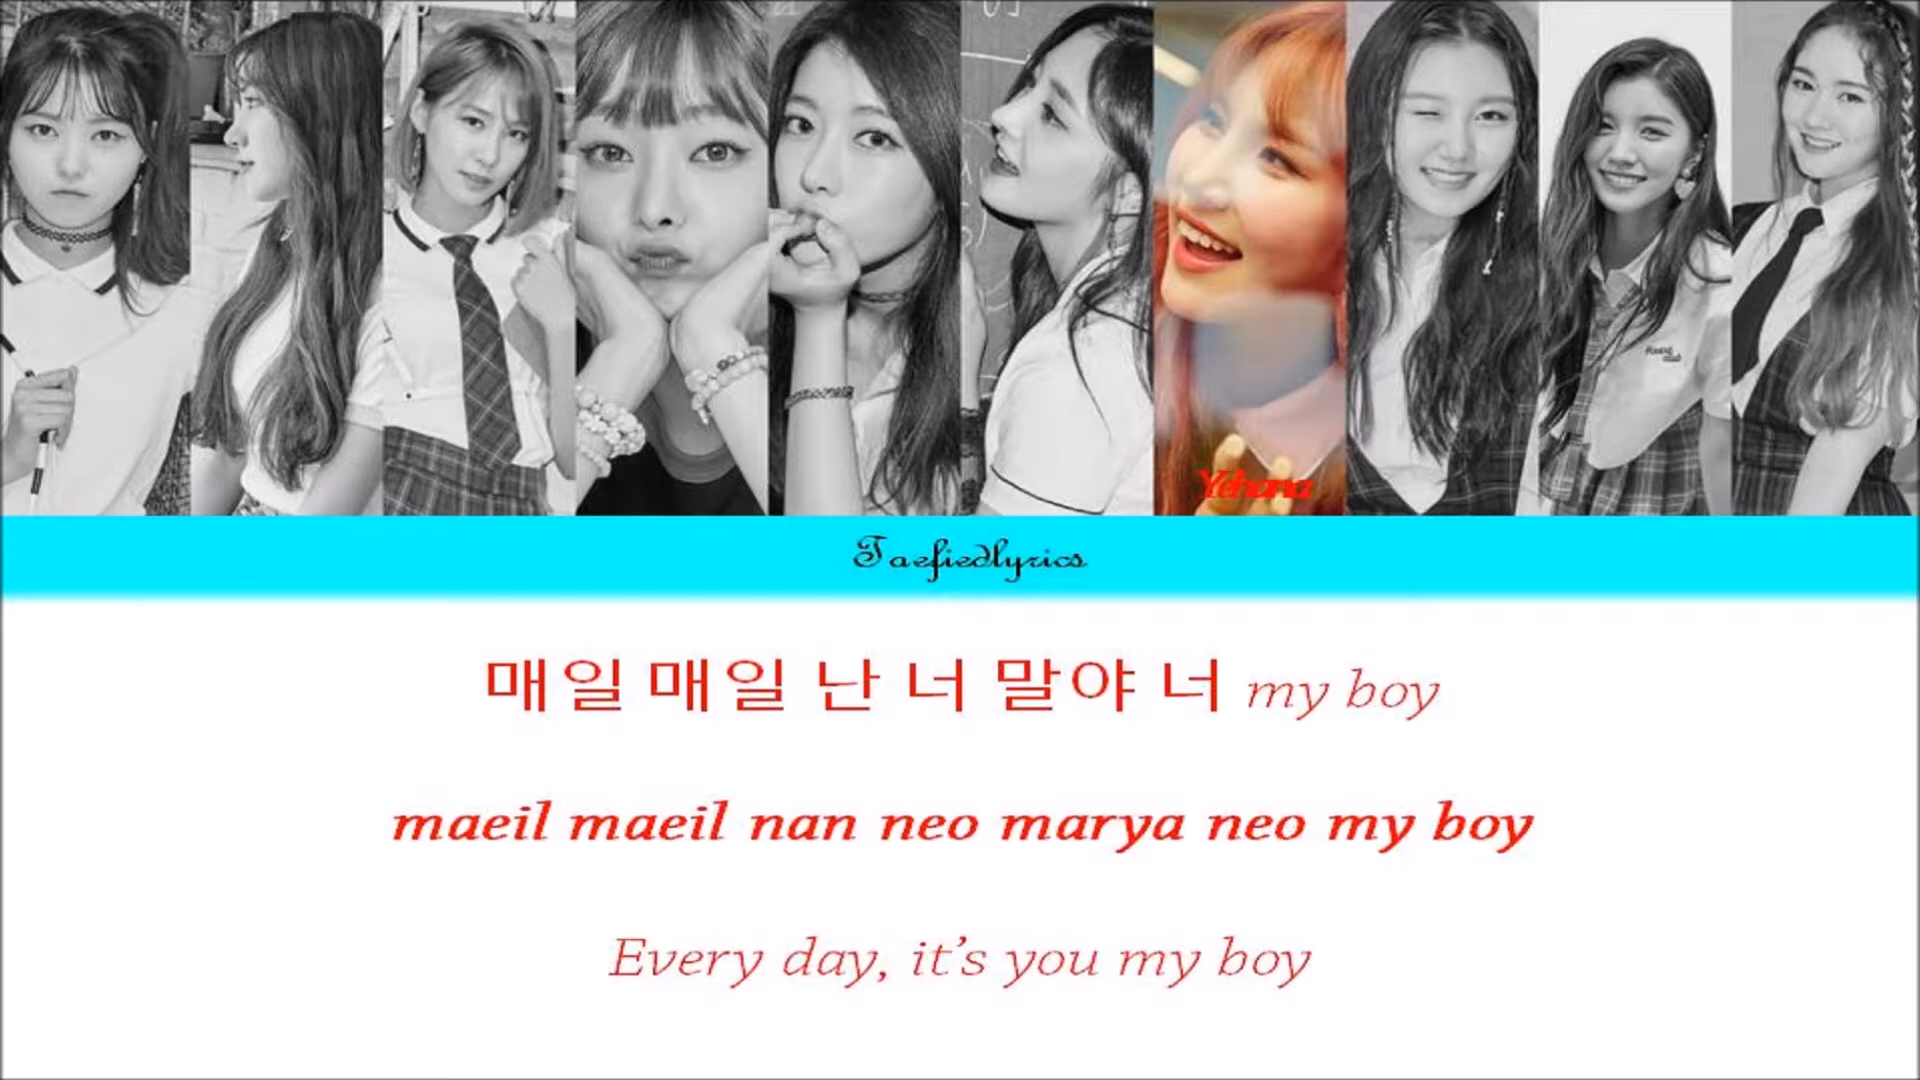 Yehana
Taefiedlyrics
매일 매일 난 너 말야 너 my boy
maeil maeil nan neo marya neo my boy
Every day, it's you my boy